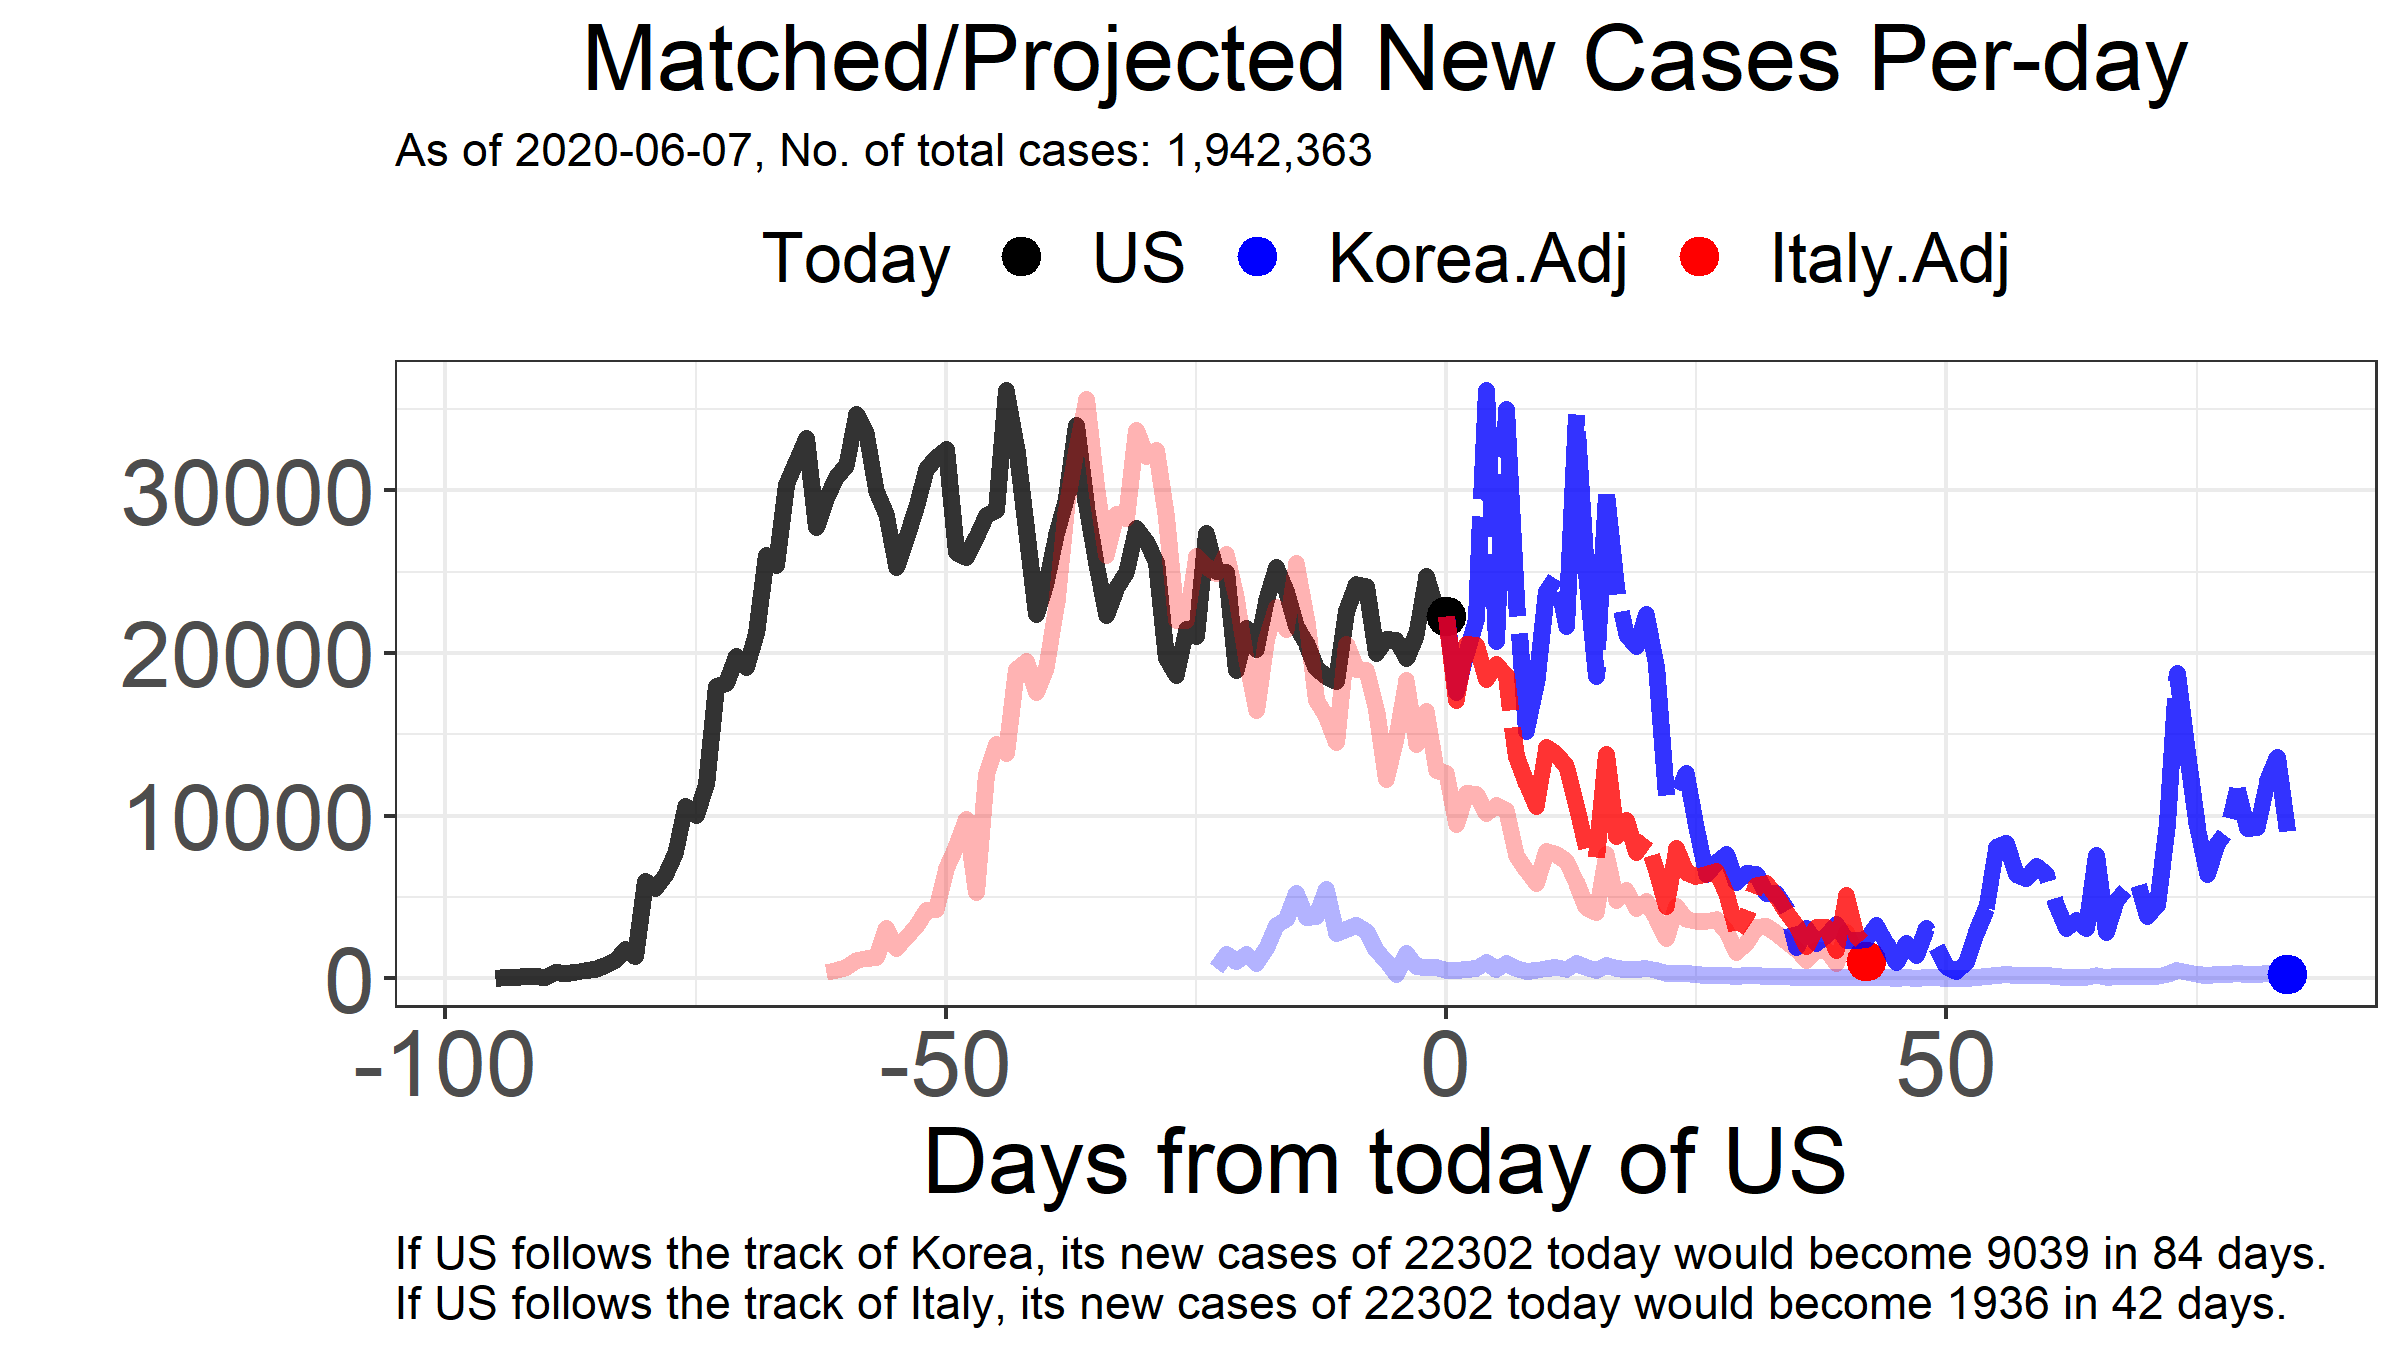 Matched/Projected New Cases Per-day
As of 2020-06-07, No. of total cases: 1,942,363
Today US Korea.Adj Italy.Adj
30000
20000
10000
0
-100 -50 0 50
Days from today of US
If US follows the track of Korea, its new cases of 22302 today would become 9039 in 84 days.
If US follows the track of Italy, its new cases of 22302 today would become 1936 in 42 days.